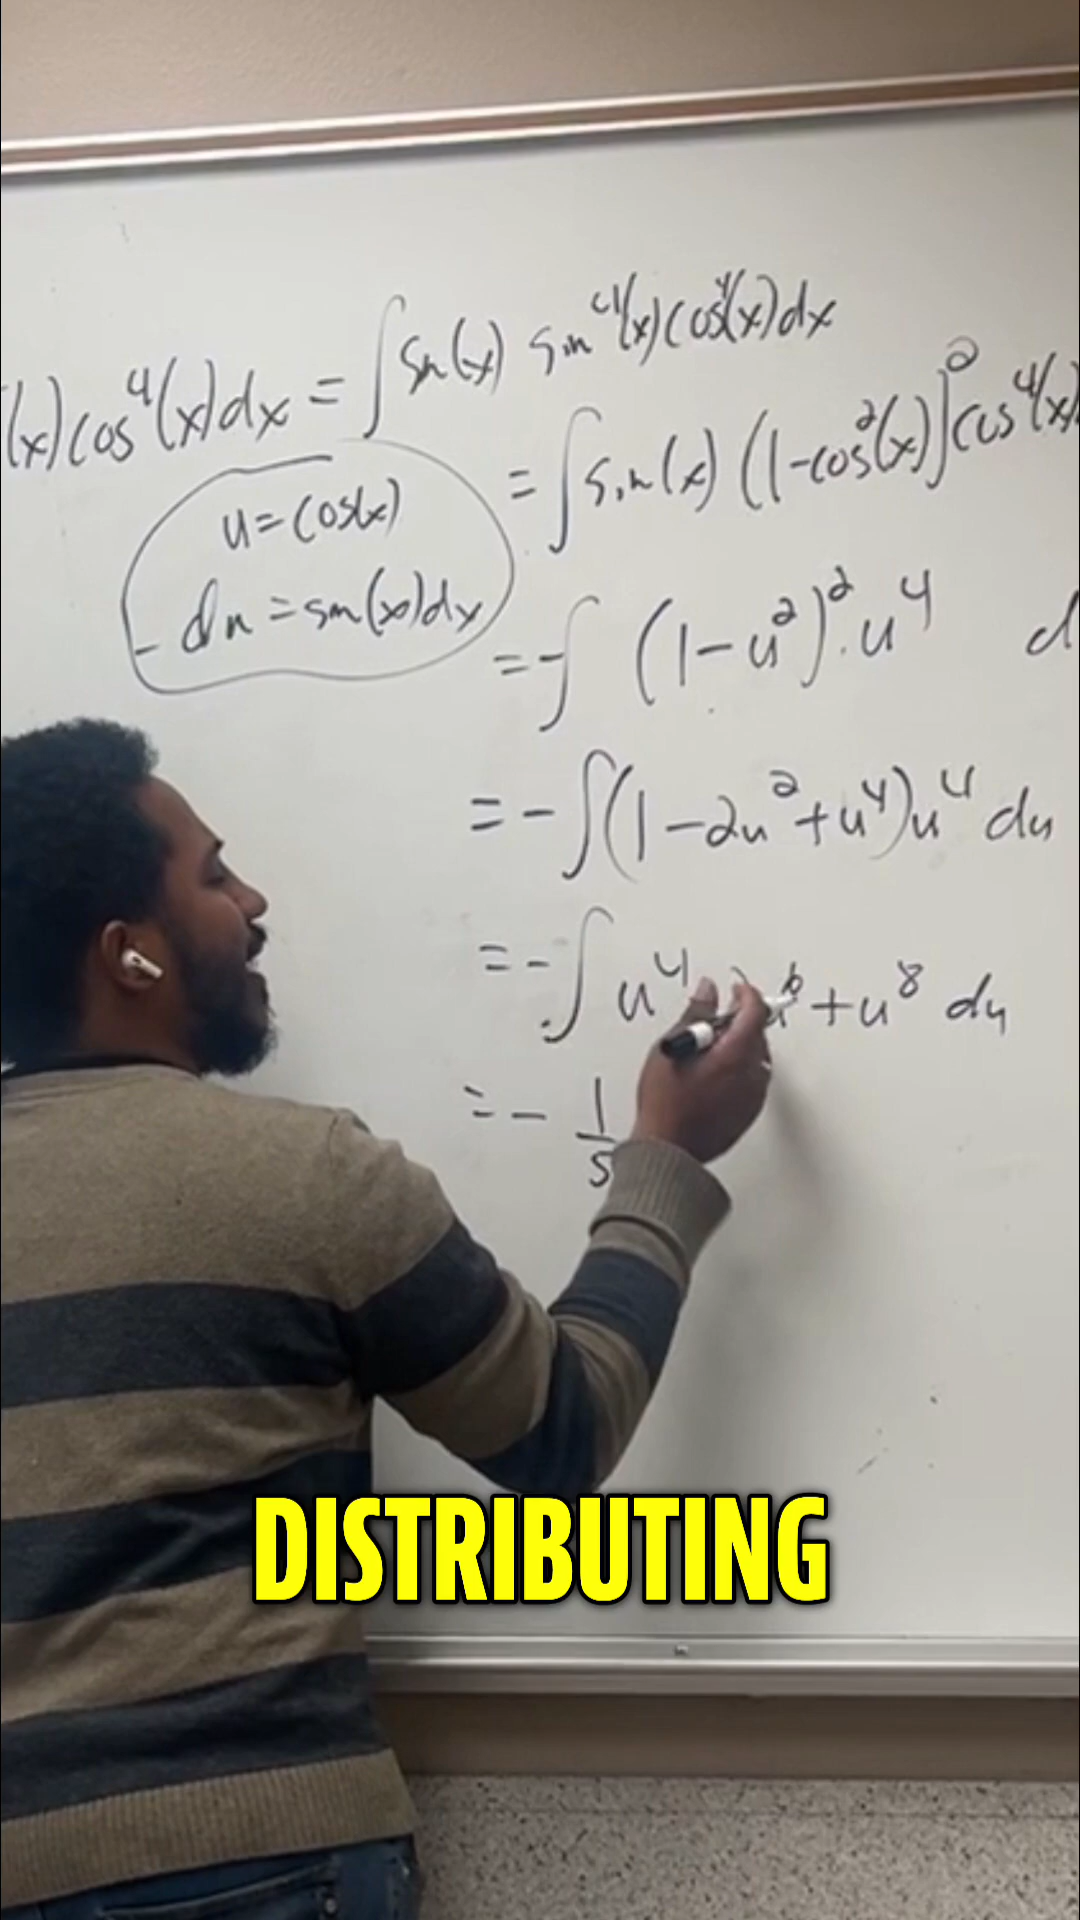 (x)cos⁴(x)dx = ∫sin(x) sin⁴(x)cos⁴(x)dx
= ∫sin(x) (1-cos²(x)]²cos⁴(x)
u=cos(x)
- du = sin(x)dx
= -∫ (1-u²)².u⁴ d
= -∫(1-2u²+u⁴)u⁴ du
= -∫ u⁴ u⁶+u⁸ du
= - 1/5
DISTRIBUTING